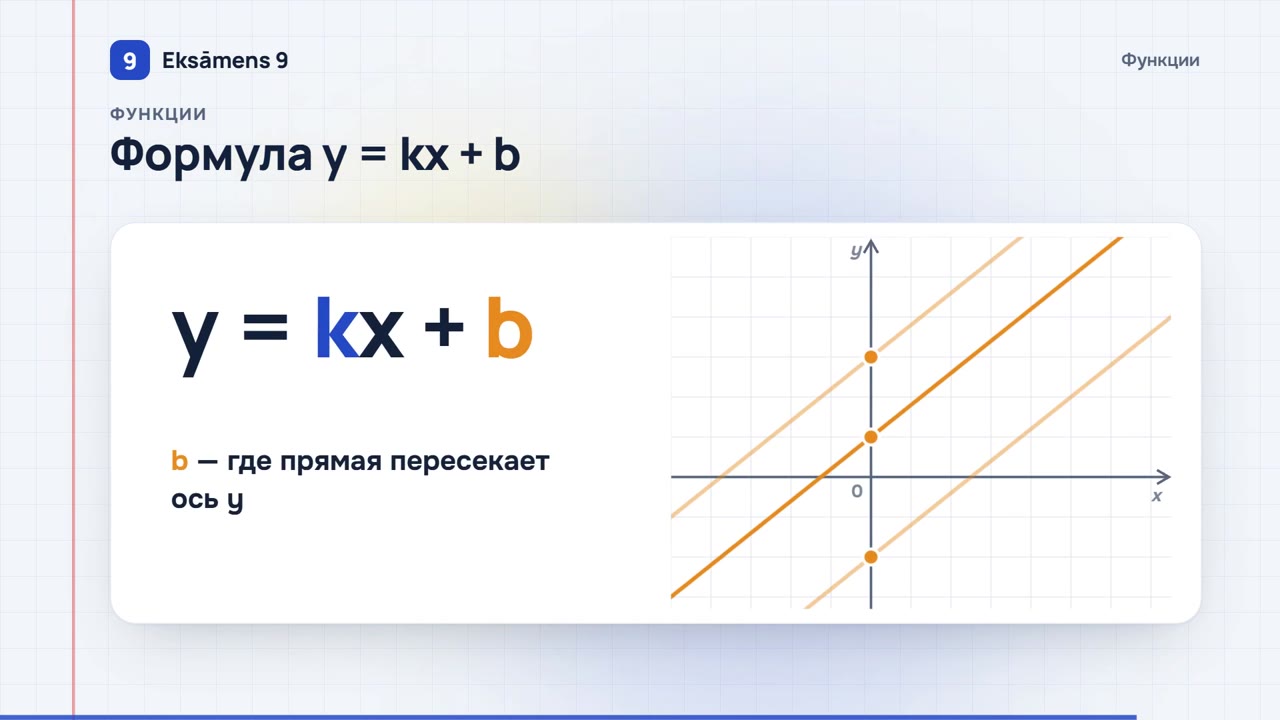 9 Eksāmens 9
Функции
ФУНКЦИИ
Формула y = kx + b
y = kx + b
b — где прямая пересекает
ось y
y
0
x